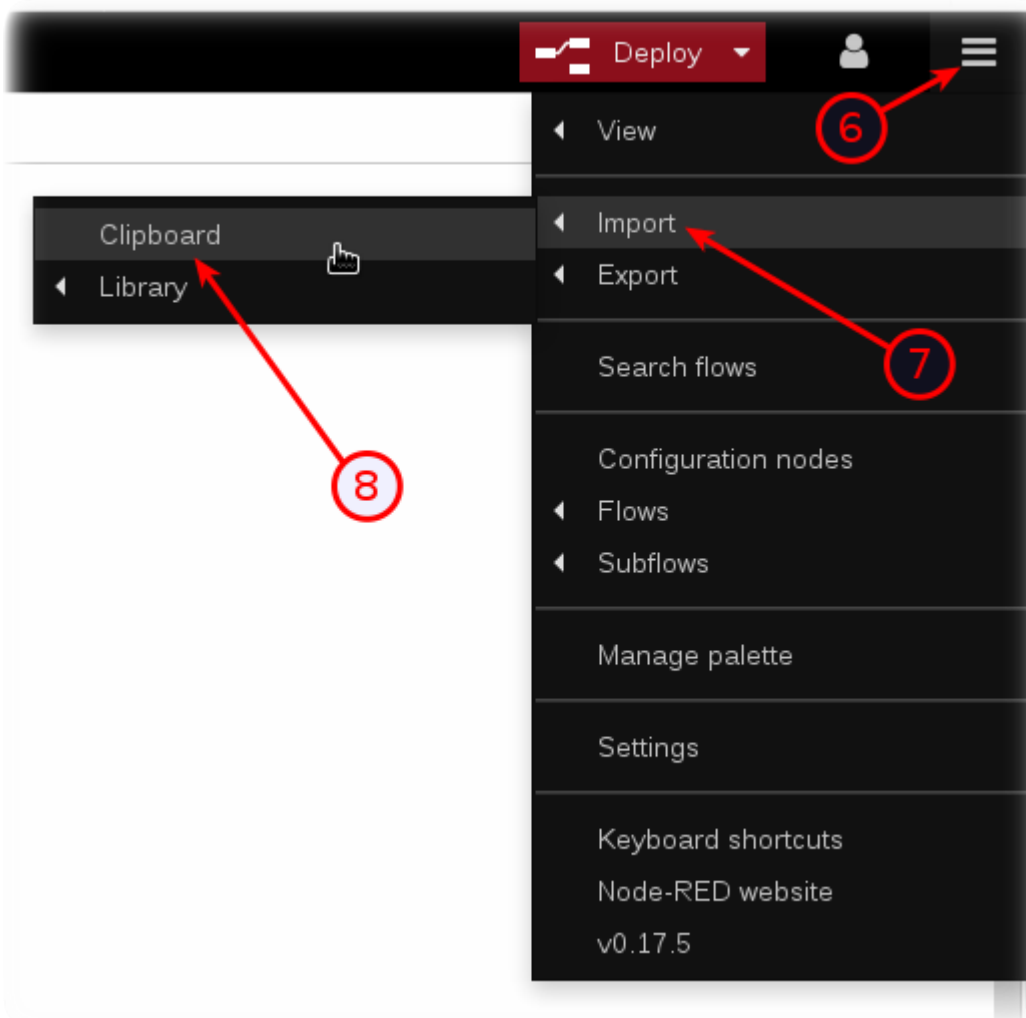 Deploy
6
View
Clipboard
Import
Library
Export
7
Search flows
8
Configuration nodes
Flows
Subflows
Manage palette
Settings
Keyboard shortcuts
Node-RED website
v0.17.5